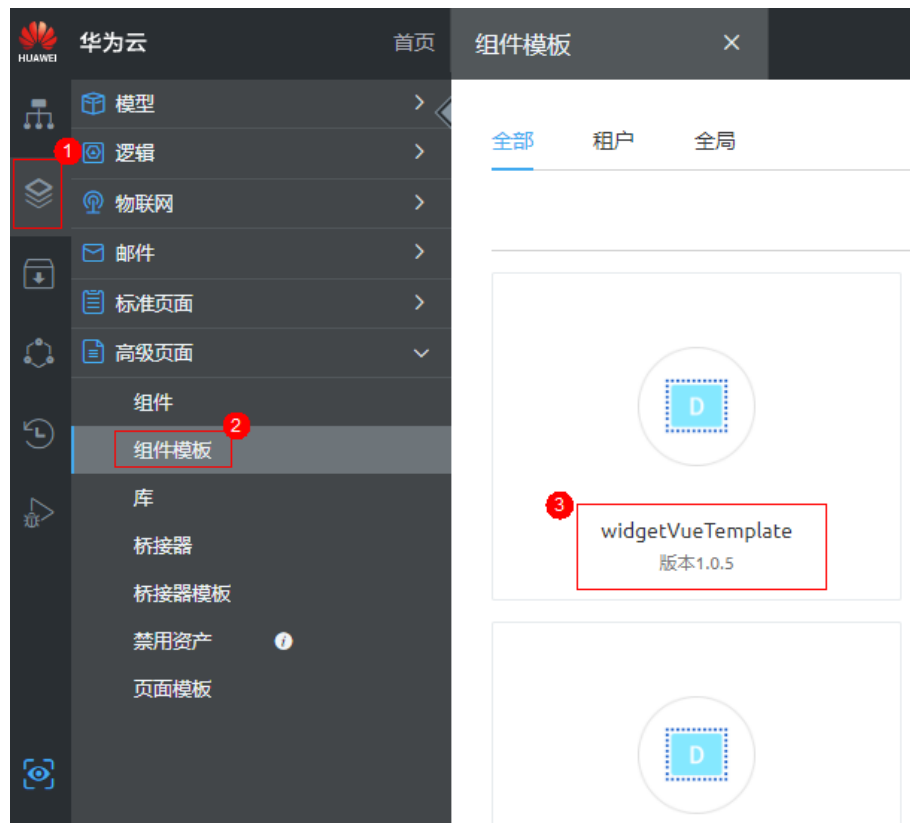 HUAWEI
华为云
首页
组件模板
模型
1
逻辑
物联网
邮件
标准页面
高级页面
组件
2
组件模板
库
桥接器
桥接器模板
禁用资产
i
页面模板
全部 租户 全局
D
3
widgetVueTemplate
版本1.0.5
D